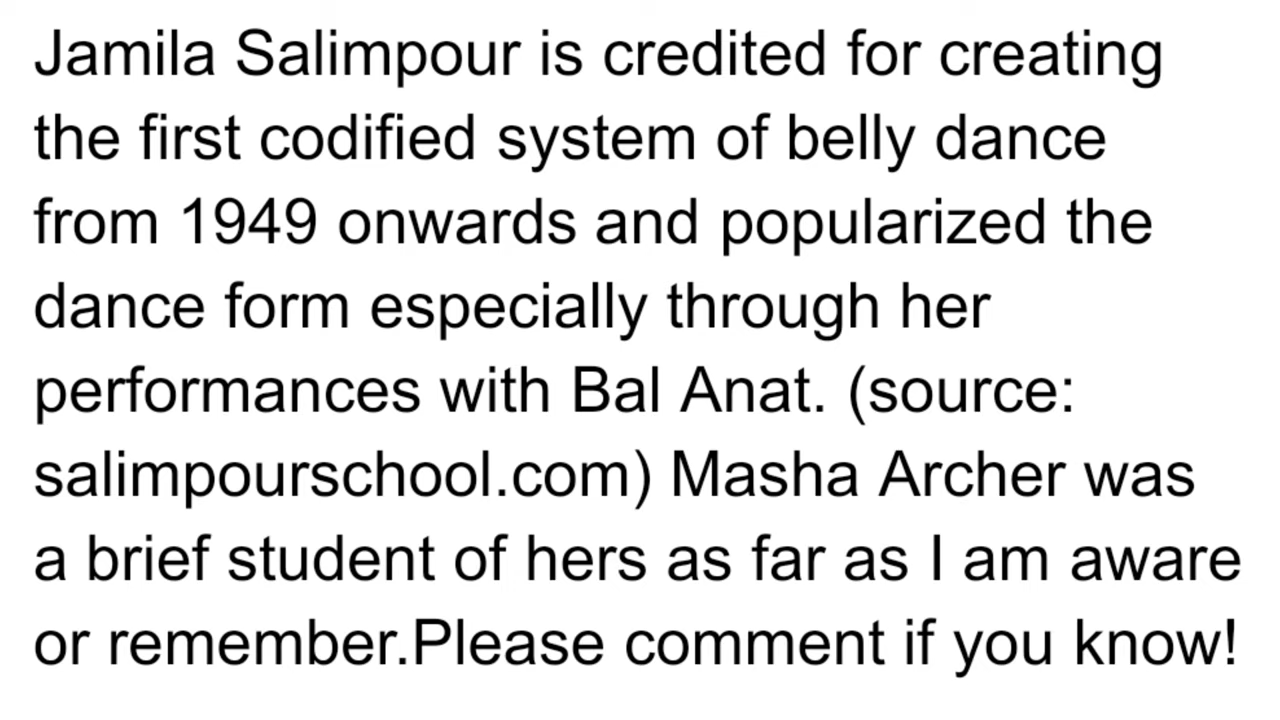 Jamila Salimpour is credited for creating
the first codified system of belly dance
from 1949 onwards and popularized the
dance form especially through her
performances with Bal Anat. (source:
salimpourschool.com) Masha Archer was
a brief student of hers as far as I am aware
or remember.Please comment if you know!